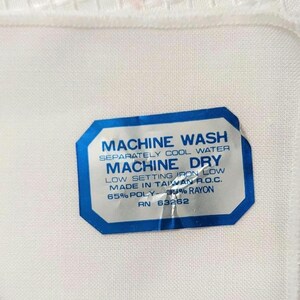 MACHINE WASH
SEPARATELY COOL WATER
MACHINE DRY
LOW SETTING IRON LOW
MADE IN TAIWAN R.O.C.
65% POLY- RAYON
RN 63262